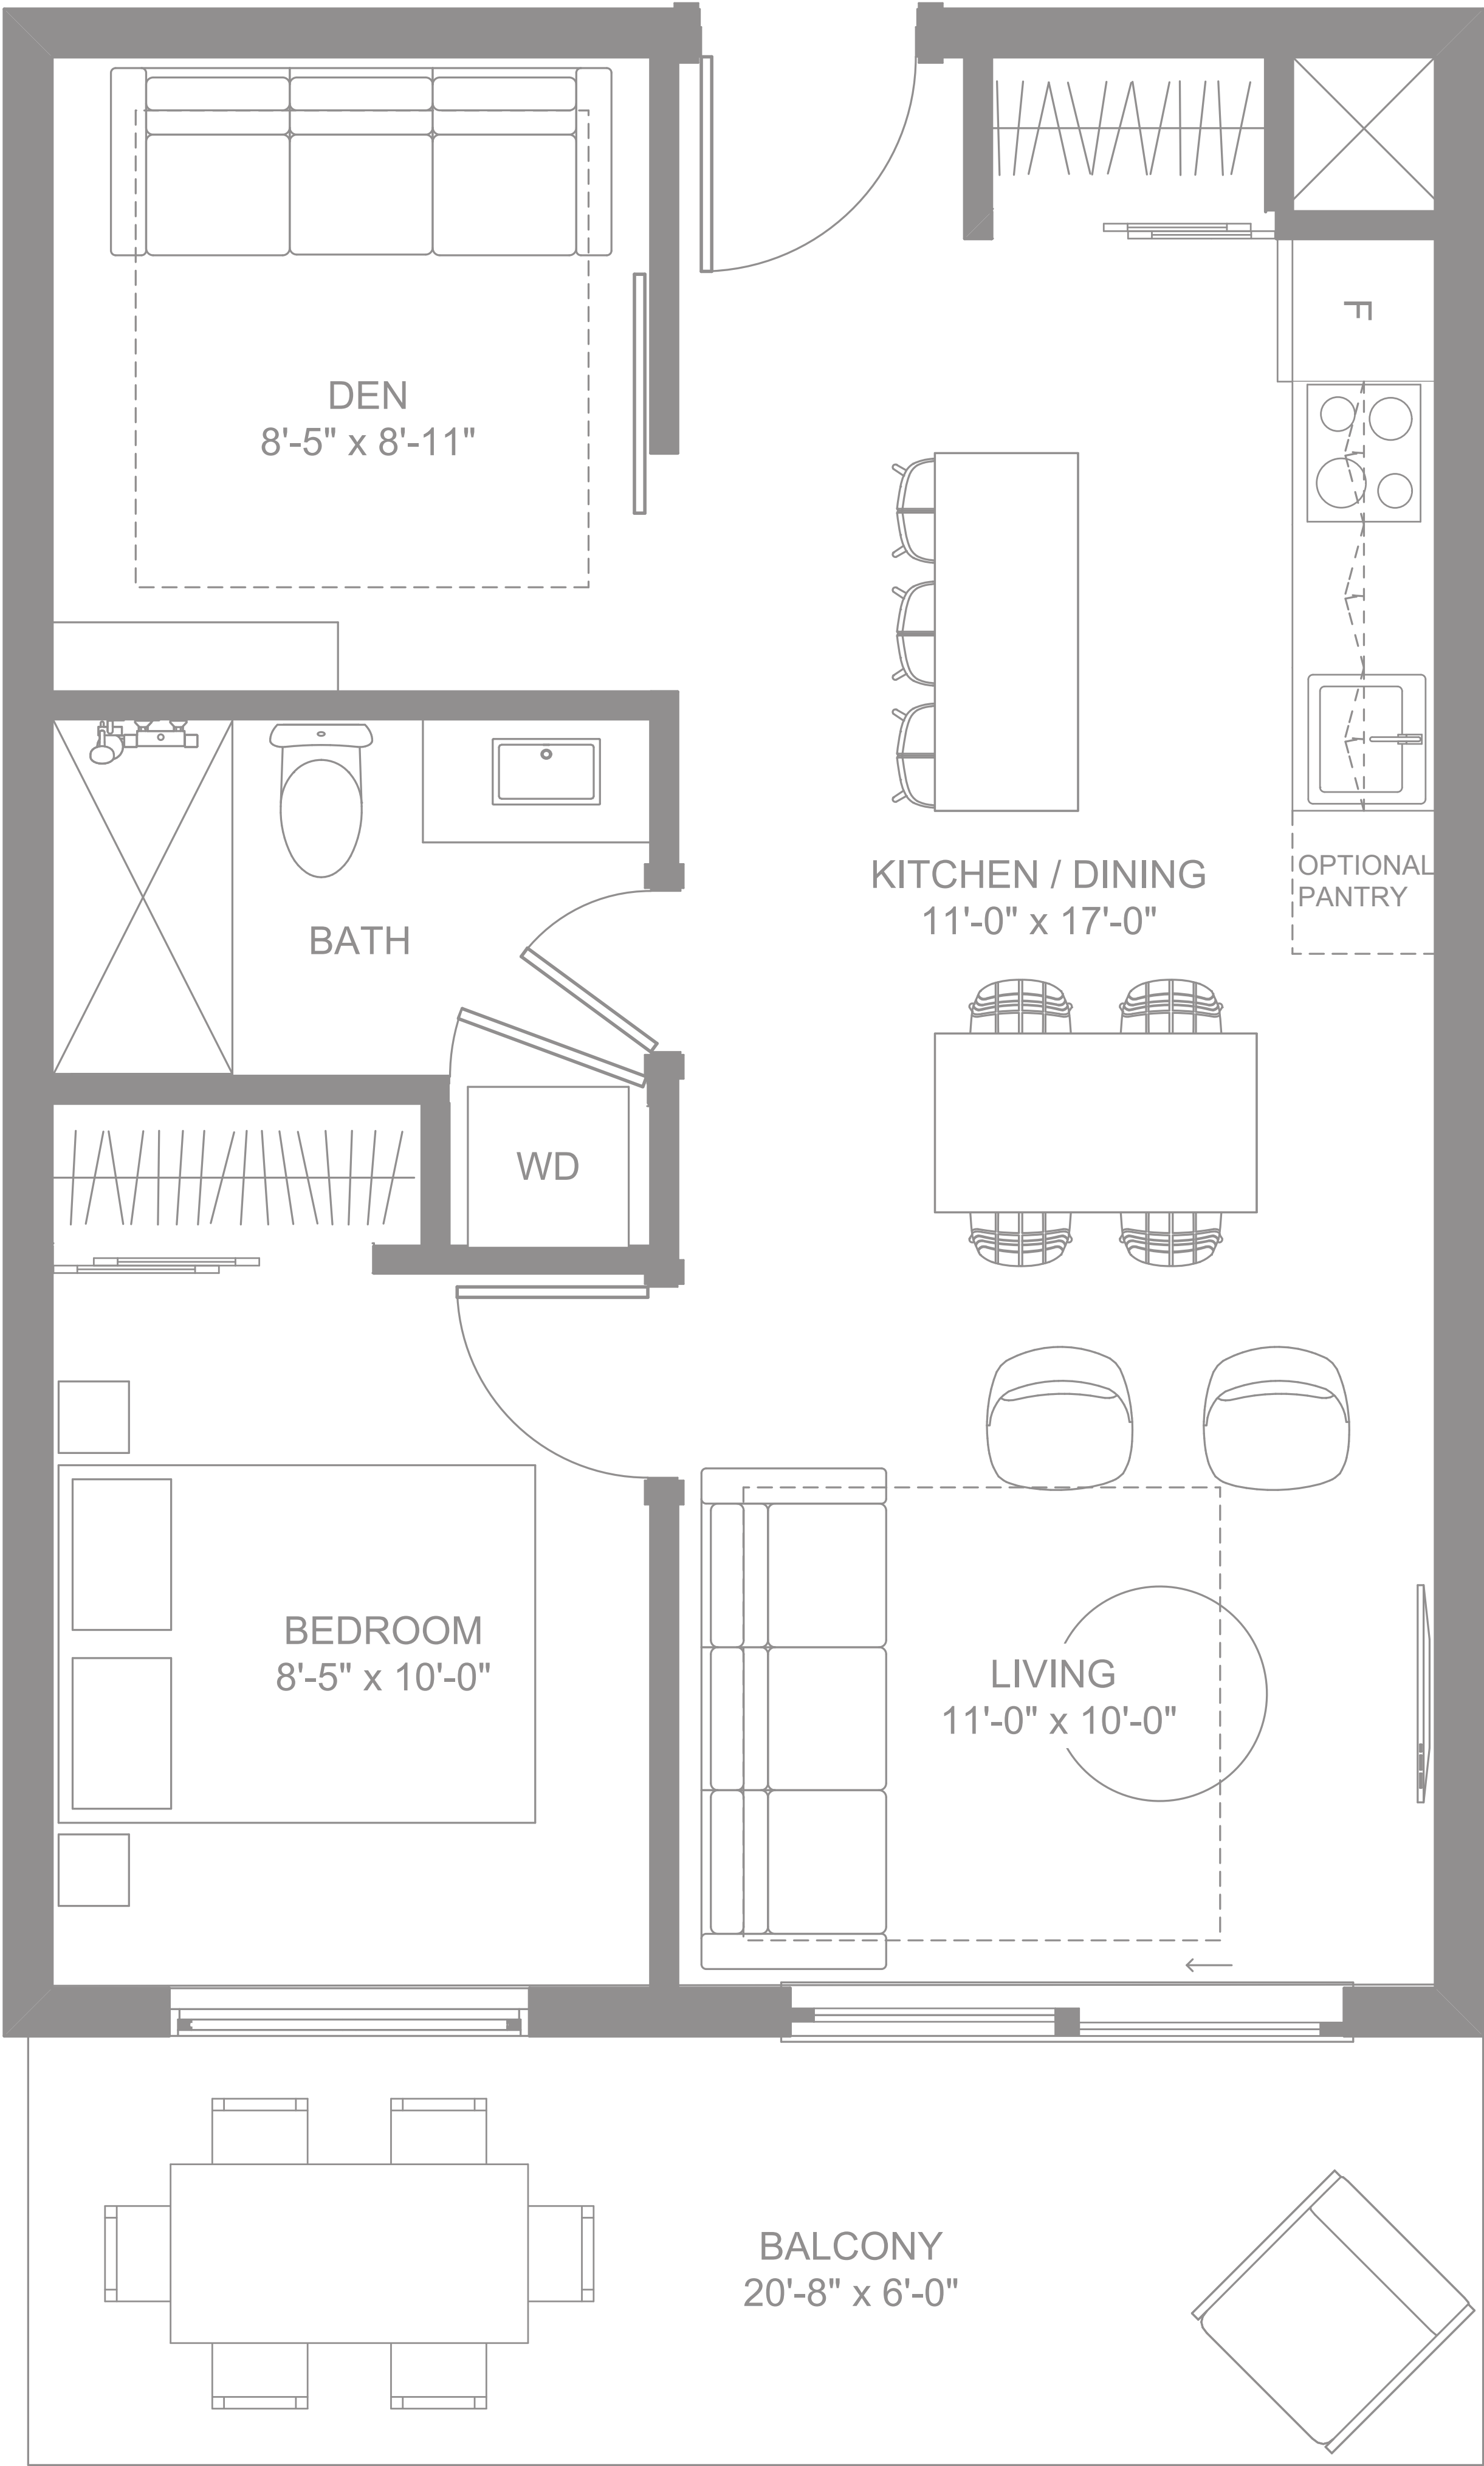 F
DEN
8'-5" x 8'-11"
OPTIONAL
PANTRY
KITCHEN / DINING
11'-0" x 17'-0"
BATH
WD
BEDROOM
8'-5" x 10'-0"
LIVING
11'-0" x 10'-0"
BALCONY
20'-8" x 6'-0"